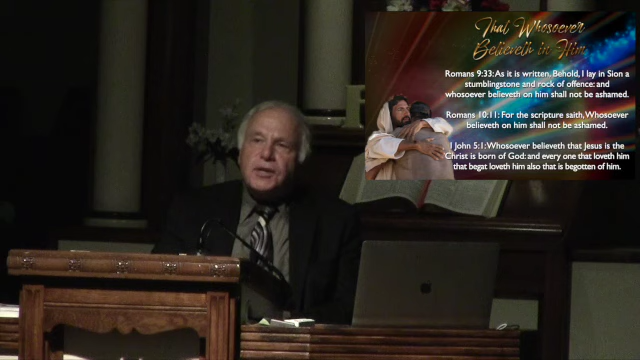 That Whosoever
Believeth in Him
Romans 9:33: As it is written, Behold, I lay in Sion a
stumblingstone and rock of offence: and
whosoever believeth on him shall not be ashamed.
Romans 10:11: For the scripture saith, Whosoever
believeth on him shall not be ashamed.
I John 5:1: Whosoever believeth that Jesus is the
Christ is born of God: and every one that loveth him
that begat loveth him also that is begotten of him.